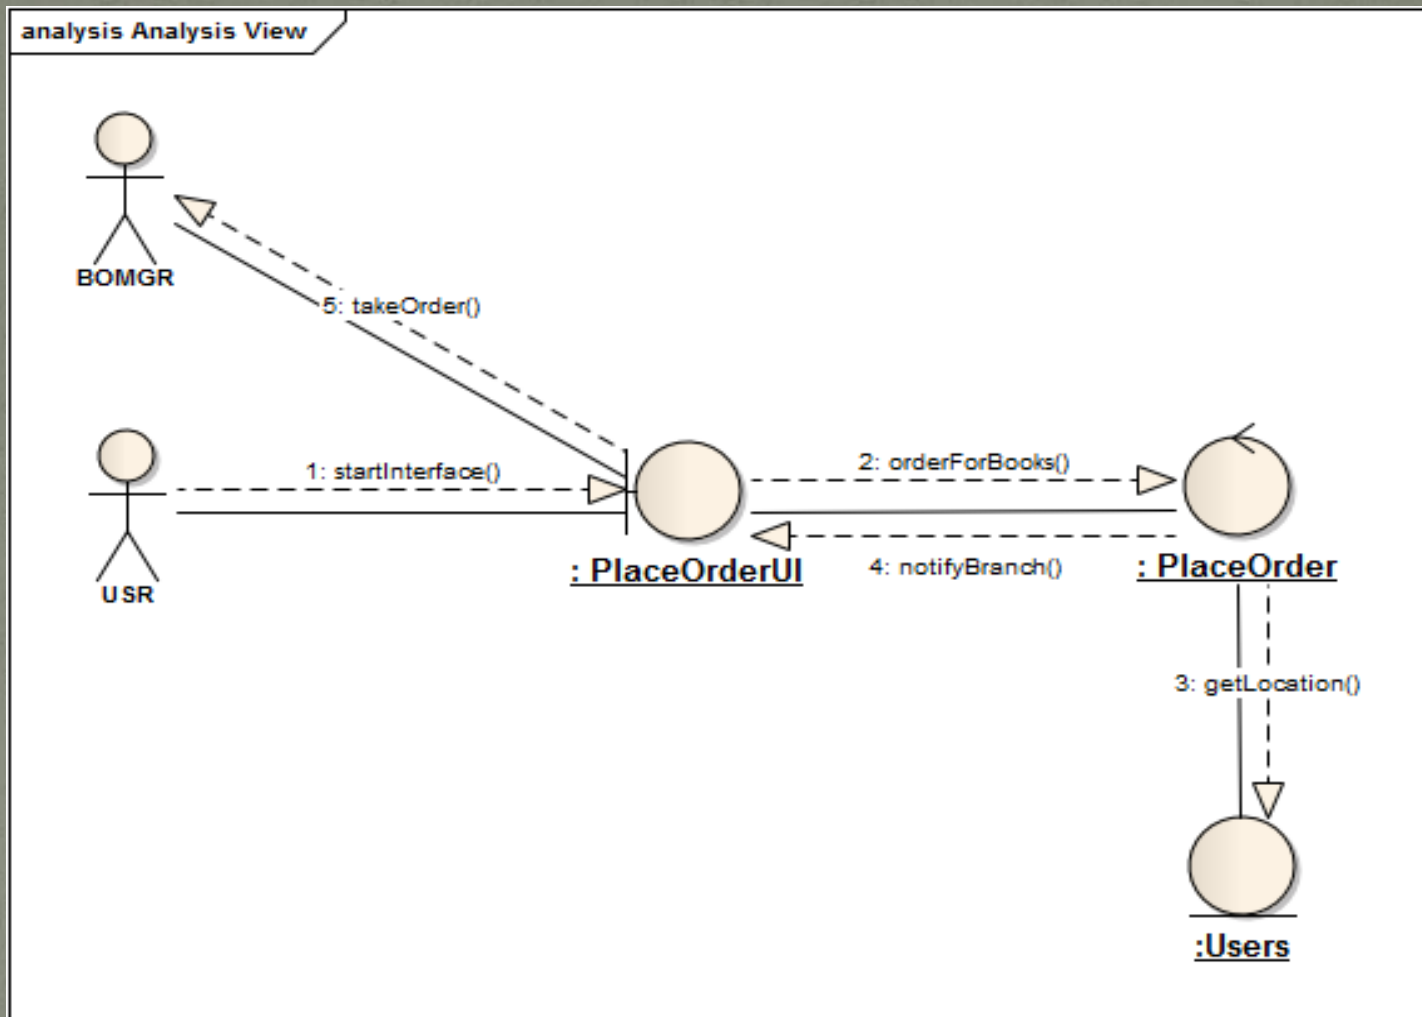 analysis Analysis View
BOMGR
5: takeOrder()
1: startInterface()
2: orderForBooks()
USR
: PlaceOrderUI
4: notifyBranch()
: PlaceOrder
3: getLocation()
:Users